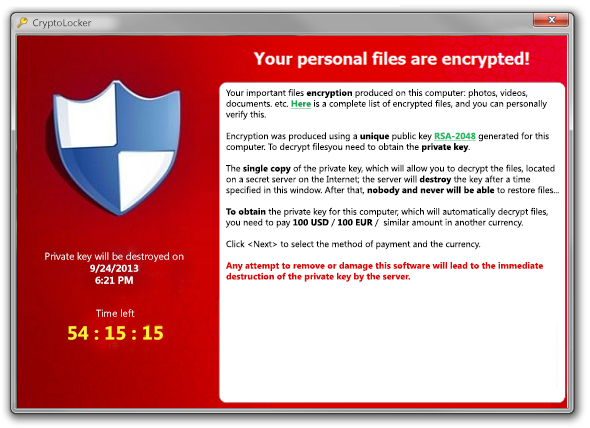 CryptoLocker
Your personal files are encrypted!
Your important files encryption produced on this computer: photos, videos,
documents. etc. Here is a complete list of encrypted files, and you can personally
verify this.
Encryption was produced using a unique public key RSA-2048 generated for this
computer. To decrypt filesyou need to obtain the private key.
The single copy of the private key, which will allow you to decrypt the files, located
on a secret server on the Internet; the server will destroy the key after a time
specified in this window. After that, nobody and never will be able to restore files...
To obtain the private key for this computer, which will automatically decrypt files,
you need to pay 100 USD / 100 EUR / similar amount in another currency.
Click <Next> to select the method of payment and the currency.
Any attempt to remove or damage this software will lead to the immediate
destruction of the private key by the server.
Private key will be destroyed on
9/24/2013
6:21 PM
Time left
54 : 15 : 15